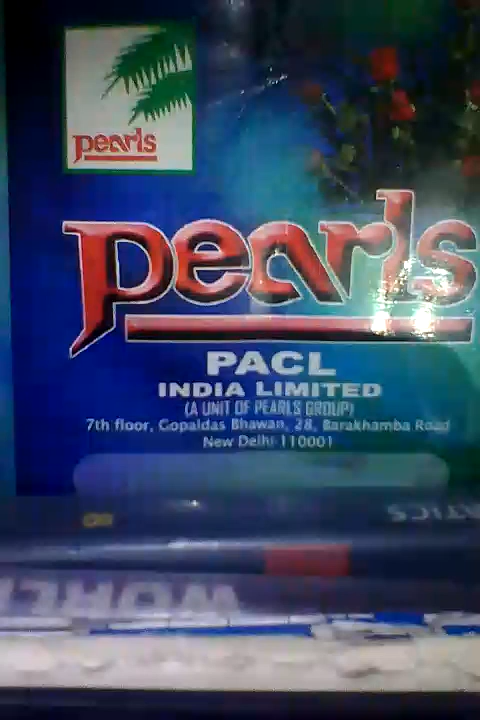 pearls
pearls
PACL
INDIA LIMITED
(A UNIT OF PEARLS GROUP)
7th floor, Gopaldas Bhawan, 28, Barakhamba Road
New Delhi-110001